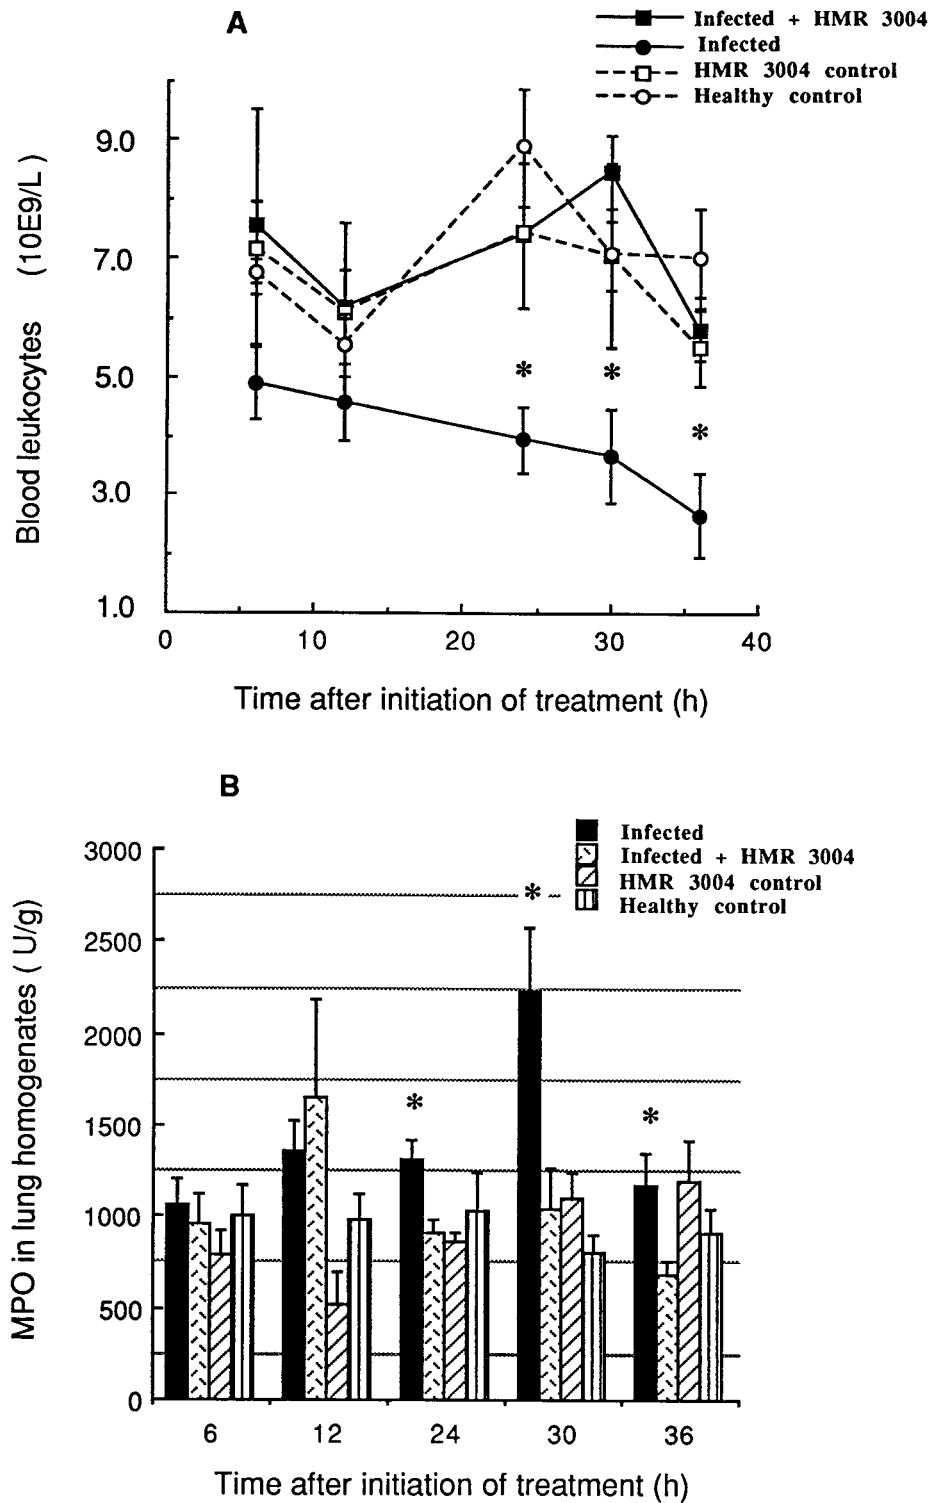 A
Infected + HMR 3004
Infected
HMR 3004 control
Healthy control
Blood leukocytes (10E9/L)
9.0
7.0
5.0
3.0
1.0
* * *
0 10 20 30 40
Time after initiation of treatment (h)
B
Infected
Infected + HMR 3004
HMR 3004 control
Healthy control
MPO in lung homogenates ( U/g)
3000
2500
2000
1500
1000
500
0
* * *
6 12 24 30 36
Time after initiation of treatment (h)